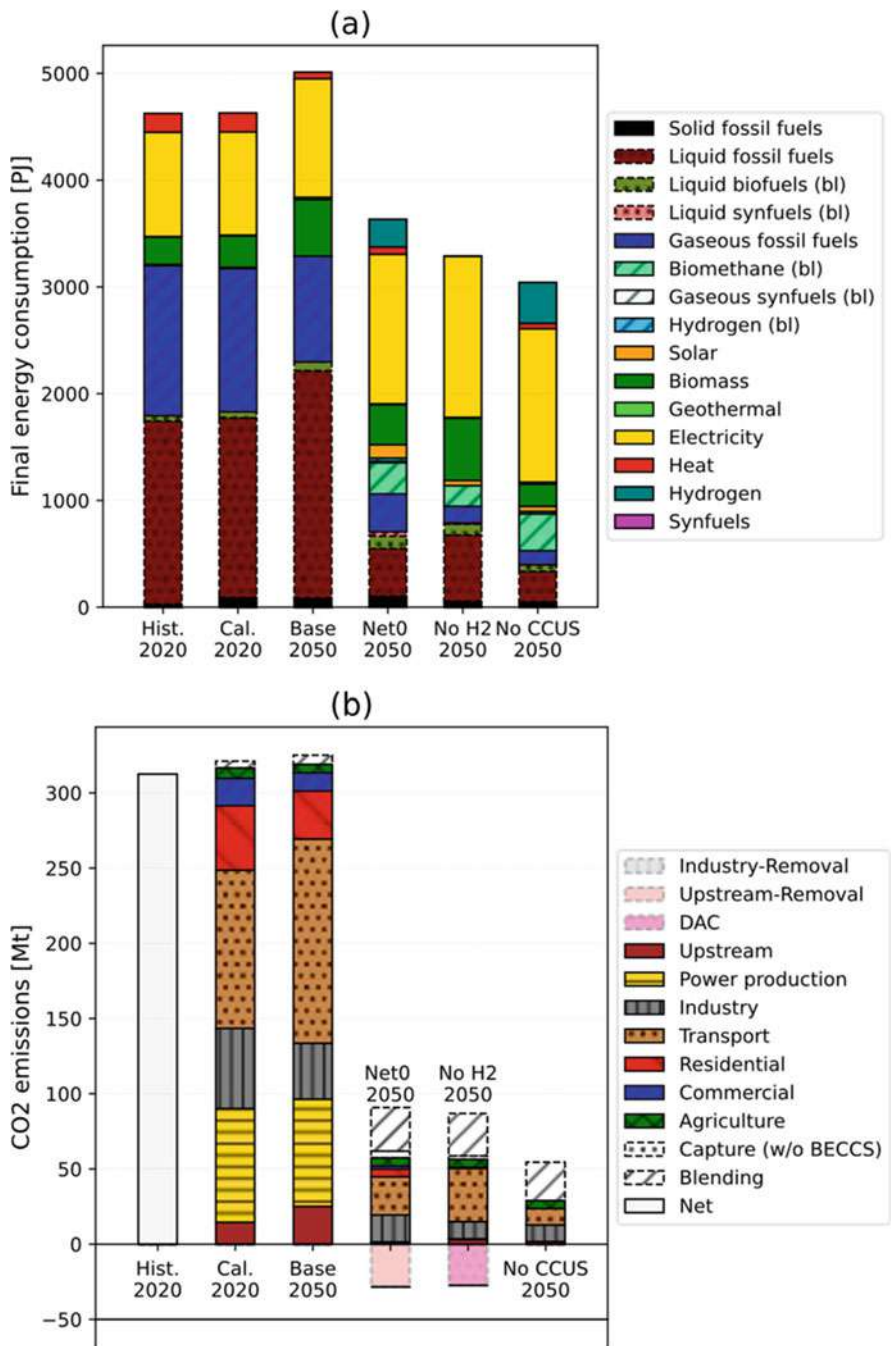 (a)
Final energy consumption [PJ]
5000
4000
3000
2000
1000
0
Hist.
2020
Cal.
2020
Base
2050
Net0
2050
No H2
2050
No CCUS
2050
Solid fossil fuels
Liquid fossil fuels
Liquid biofuels (bl)
Liquid synfuels (bl)
Gaseous fossil fuels
Biomethane (bl)
Gaseous synfuels (bl)
Hydrogen (bl)
Solar
Biomass
Geothermal
Electricity
Heat
Hydrogen
Synfuels
(b)
CO2 emissions [Mt]
300
250
200
150
100
50
0
−50
Hist.
2020
Cal.
2020
Base
2050
Net0
2050
No H2
2050
No CCUS
2050
Industry-Removal
Upstream-Removal
DAC
Upstream
Power production
Industry
Transport
Residential
Commercial
Agriculture
Capture (w/o BECCS)
Blending
Net